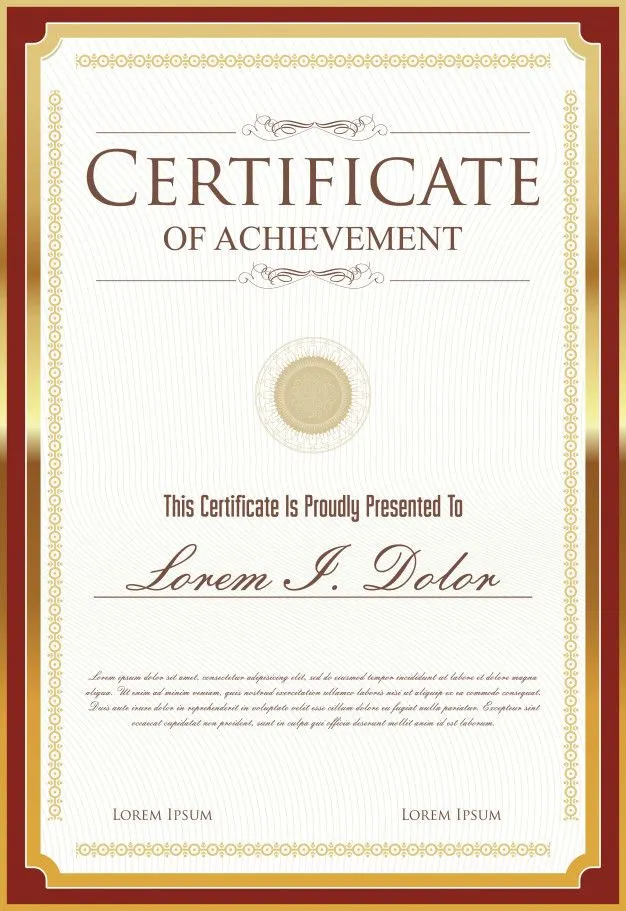 CERTIFICATE
OF ACHIEVEMENT
This Certificate Is Proudly Presented To
Lorem I. Dolor
Lorem ipsum dolor sit amet, consectetur adipisicing elit, sed do eiusmod tempor incididunt ut labore et dolore magna
aliqua. Ut enim ad minim veniam, quis nostrud exercitation ullamco laboris nisi ut aliquip ex ea commodo consequat.
Duis aute irure dolor in reprehenderit in voluptate velit esse cillum dolore eu fugiat nulla pariatur. Excepteur sint
occaecat cupidatat non proident, sunt in culpa qui officia deserunt mollit anim id est laborum.
LOREM IPSUM LOREM IPSUM